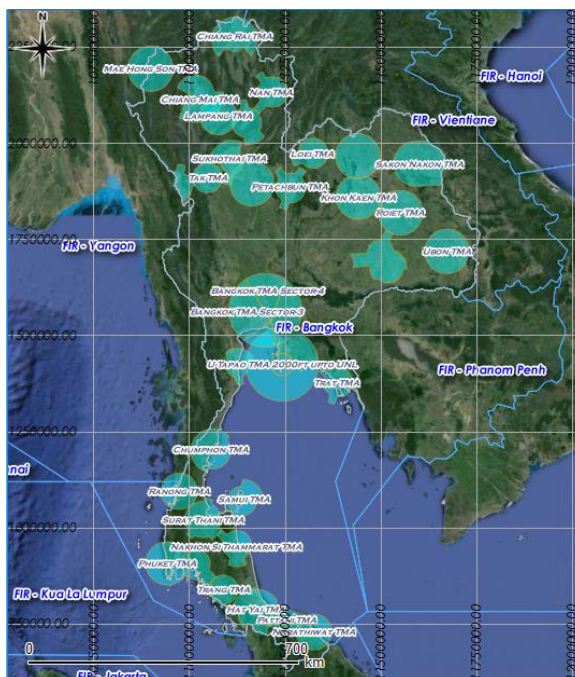 N
CHIANG RAI TMA
MAE HONG SON TMA
FIR - Hanoi
NAN TMA
CHIANG MAI TMA
LAMPANG TMA
FIR - Vientiane
2000000.00
SUKHOTHAI TMA
LOEI TMA
SAKON NAKON TMA
TAK TMA
PETACHBUN TMA
KHON KAEN TMA
ROIET TMA
1750000.00
FIR - Yangon
UBON TMA
BANGKOK TMA SECTOR-4
BANGKOK TMA SECTOR-3
1500000.00
FIR - Bangkok
U-TAPAO TMA 2000FT UPTO UNL
FIR - Phanom Penh
TRAT TMA
1250000.00
CHUMPHON TMA
RANONG TMA
SAMUI TMA
SURAT THANI TMA
1000000.00
NAKHON SI THAMMARAT TMA
PHUKET TMA
TRANG TMA
FIR - Kua La Lumpur
HAT YAI TMA
PATTANI TMA
NARATHIWAT TMA
0
700
km
FIR - Jakarta